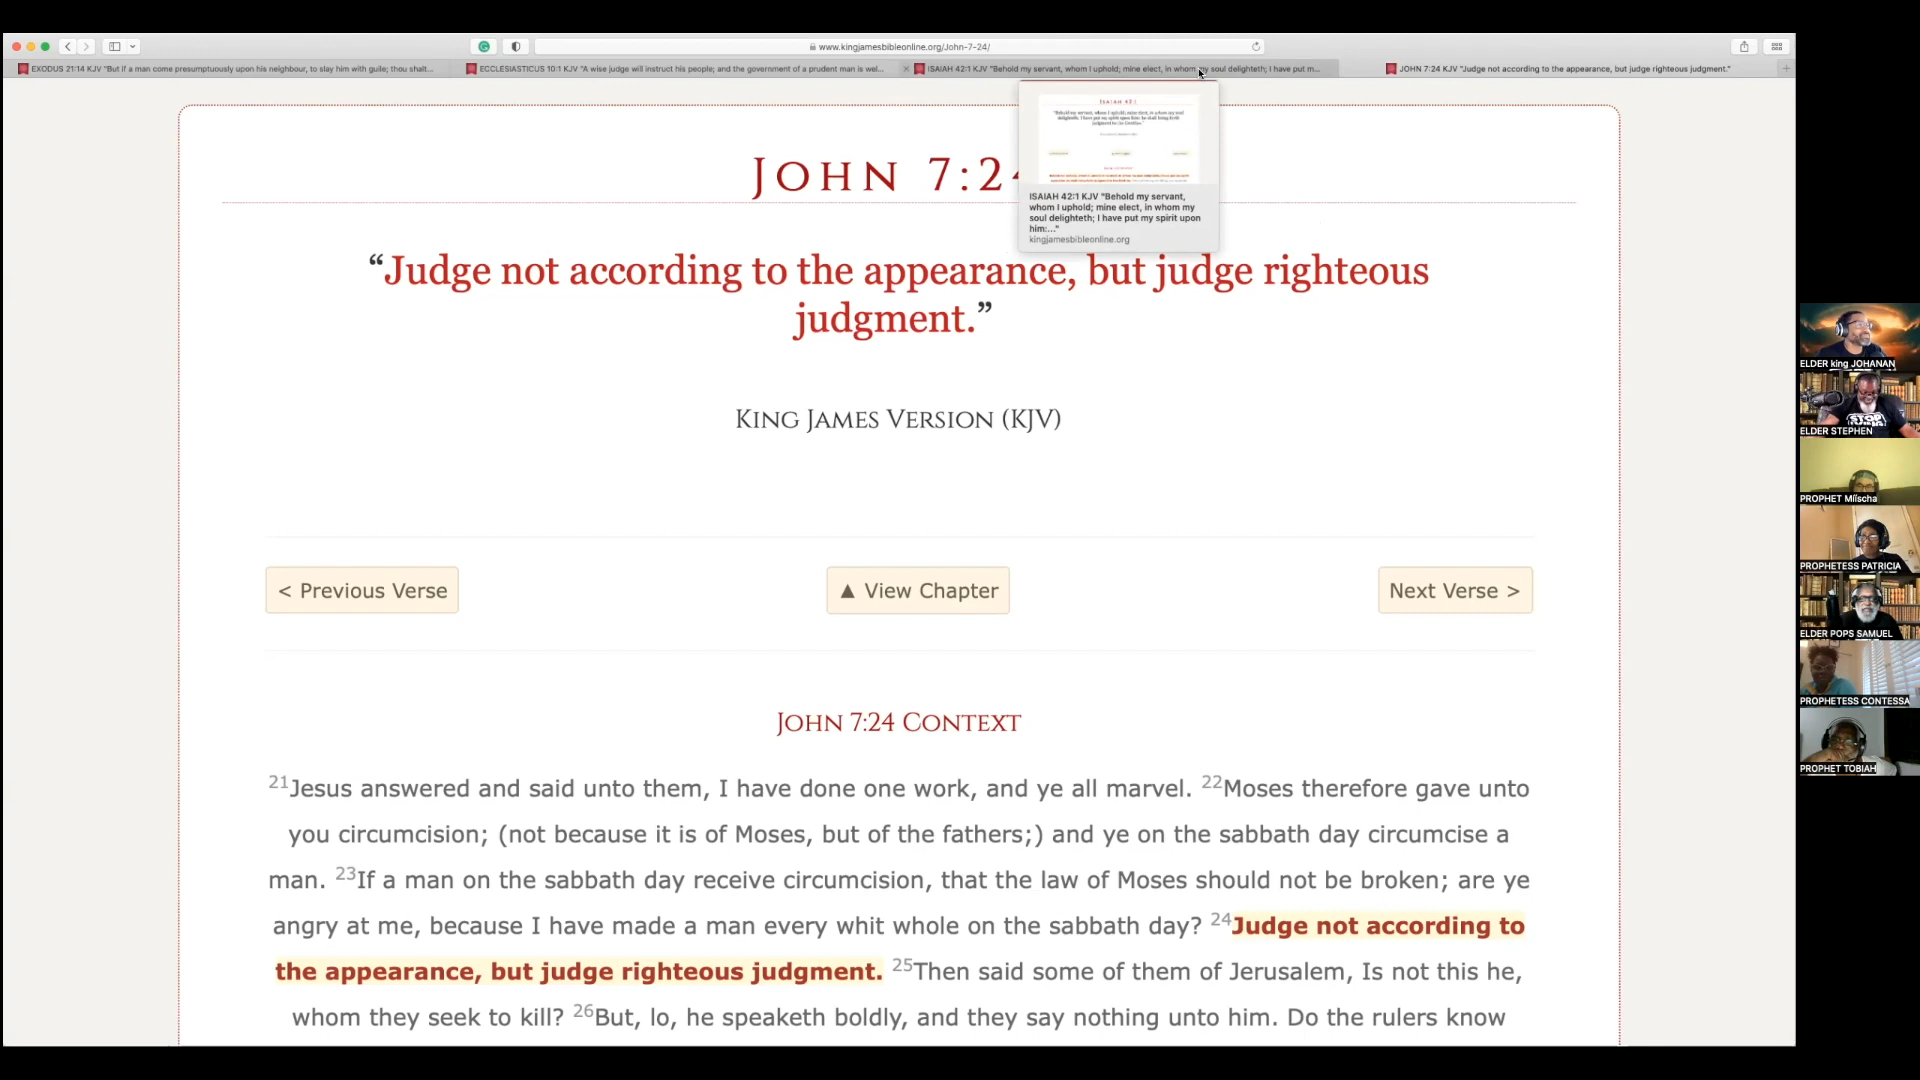 www.kingjamesbibleonline.org/John-7-24/
EXODUS 21:14 KJV "But if a man come presumptuously upon his neighbour, to slay him with guile; thou shalt...
ECCLESIASTICUS 10:1 KJV "A wise judge will instruct his people; and the government of a prudent man is wel...
ISAIAH 42:1 KJV "Behold my servant, whom I uphold; mine elect, in whom my soul delighteth; I have put m...
JOHN 7:24 KJV "Judge not according to the appearance, but judge righteous judgment."
ISAIAH 42:1
ISAIAH 42:1 KJV "Behold my servant,
whom I uphold; mine elect, in whom my
soul delighteth; I have put my spirit upon
him:..."
kingjamesbibleonline.org
JOHN 7:24
“Judge not according to the appearance, but judge righteous
judgment.”
KING JAMES VERSION (KJV)
< Previous Verse
▲ View Chapter
Next Verse >
JOHN 7:24 CONTEXT
21Jesus answered and said unto them, I have done one work, and ye all marvel. 22Moses therefore gave unto
you circumcision; (not because it is of Moses, but of the fathers;) and ye on the sabbath day circumcise a
man. 23If a man on the sabbath day receive circumcision, that the law of Moses should not be broken; are ye
angry at me, because I have made a man every whit whole on the sabbath day? 24Judge not according to
the appearance, but judge righteous judgment. 25Then said some of them of Jerusalem, Is not this he,
whom they seek to kill? 26But, lo, he speaketh boldly, and they say nothing unto him. Do the rulers know
ELDER king JOHANAN
STOP
ELDER STEPHEN
PROPHET Miischa
PROPHETESS PATRICIA
ELDER POPS SAMUEL
PROPHETESS CONTESSA
PROPHET TOBIAH